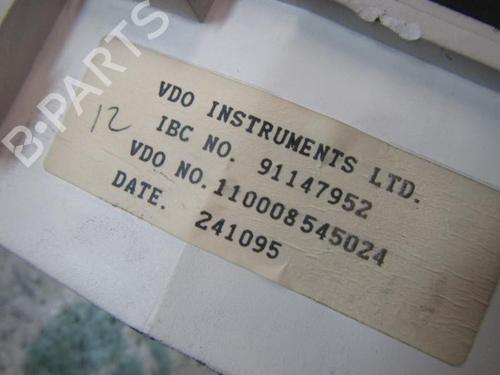 B-PARTS
12
VDO INSTRUMENTS LTD.
IBC NO. 91147952
VDO NO.110008545024
DATE. 241095